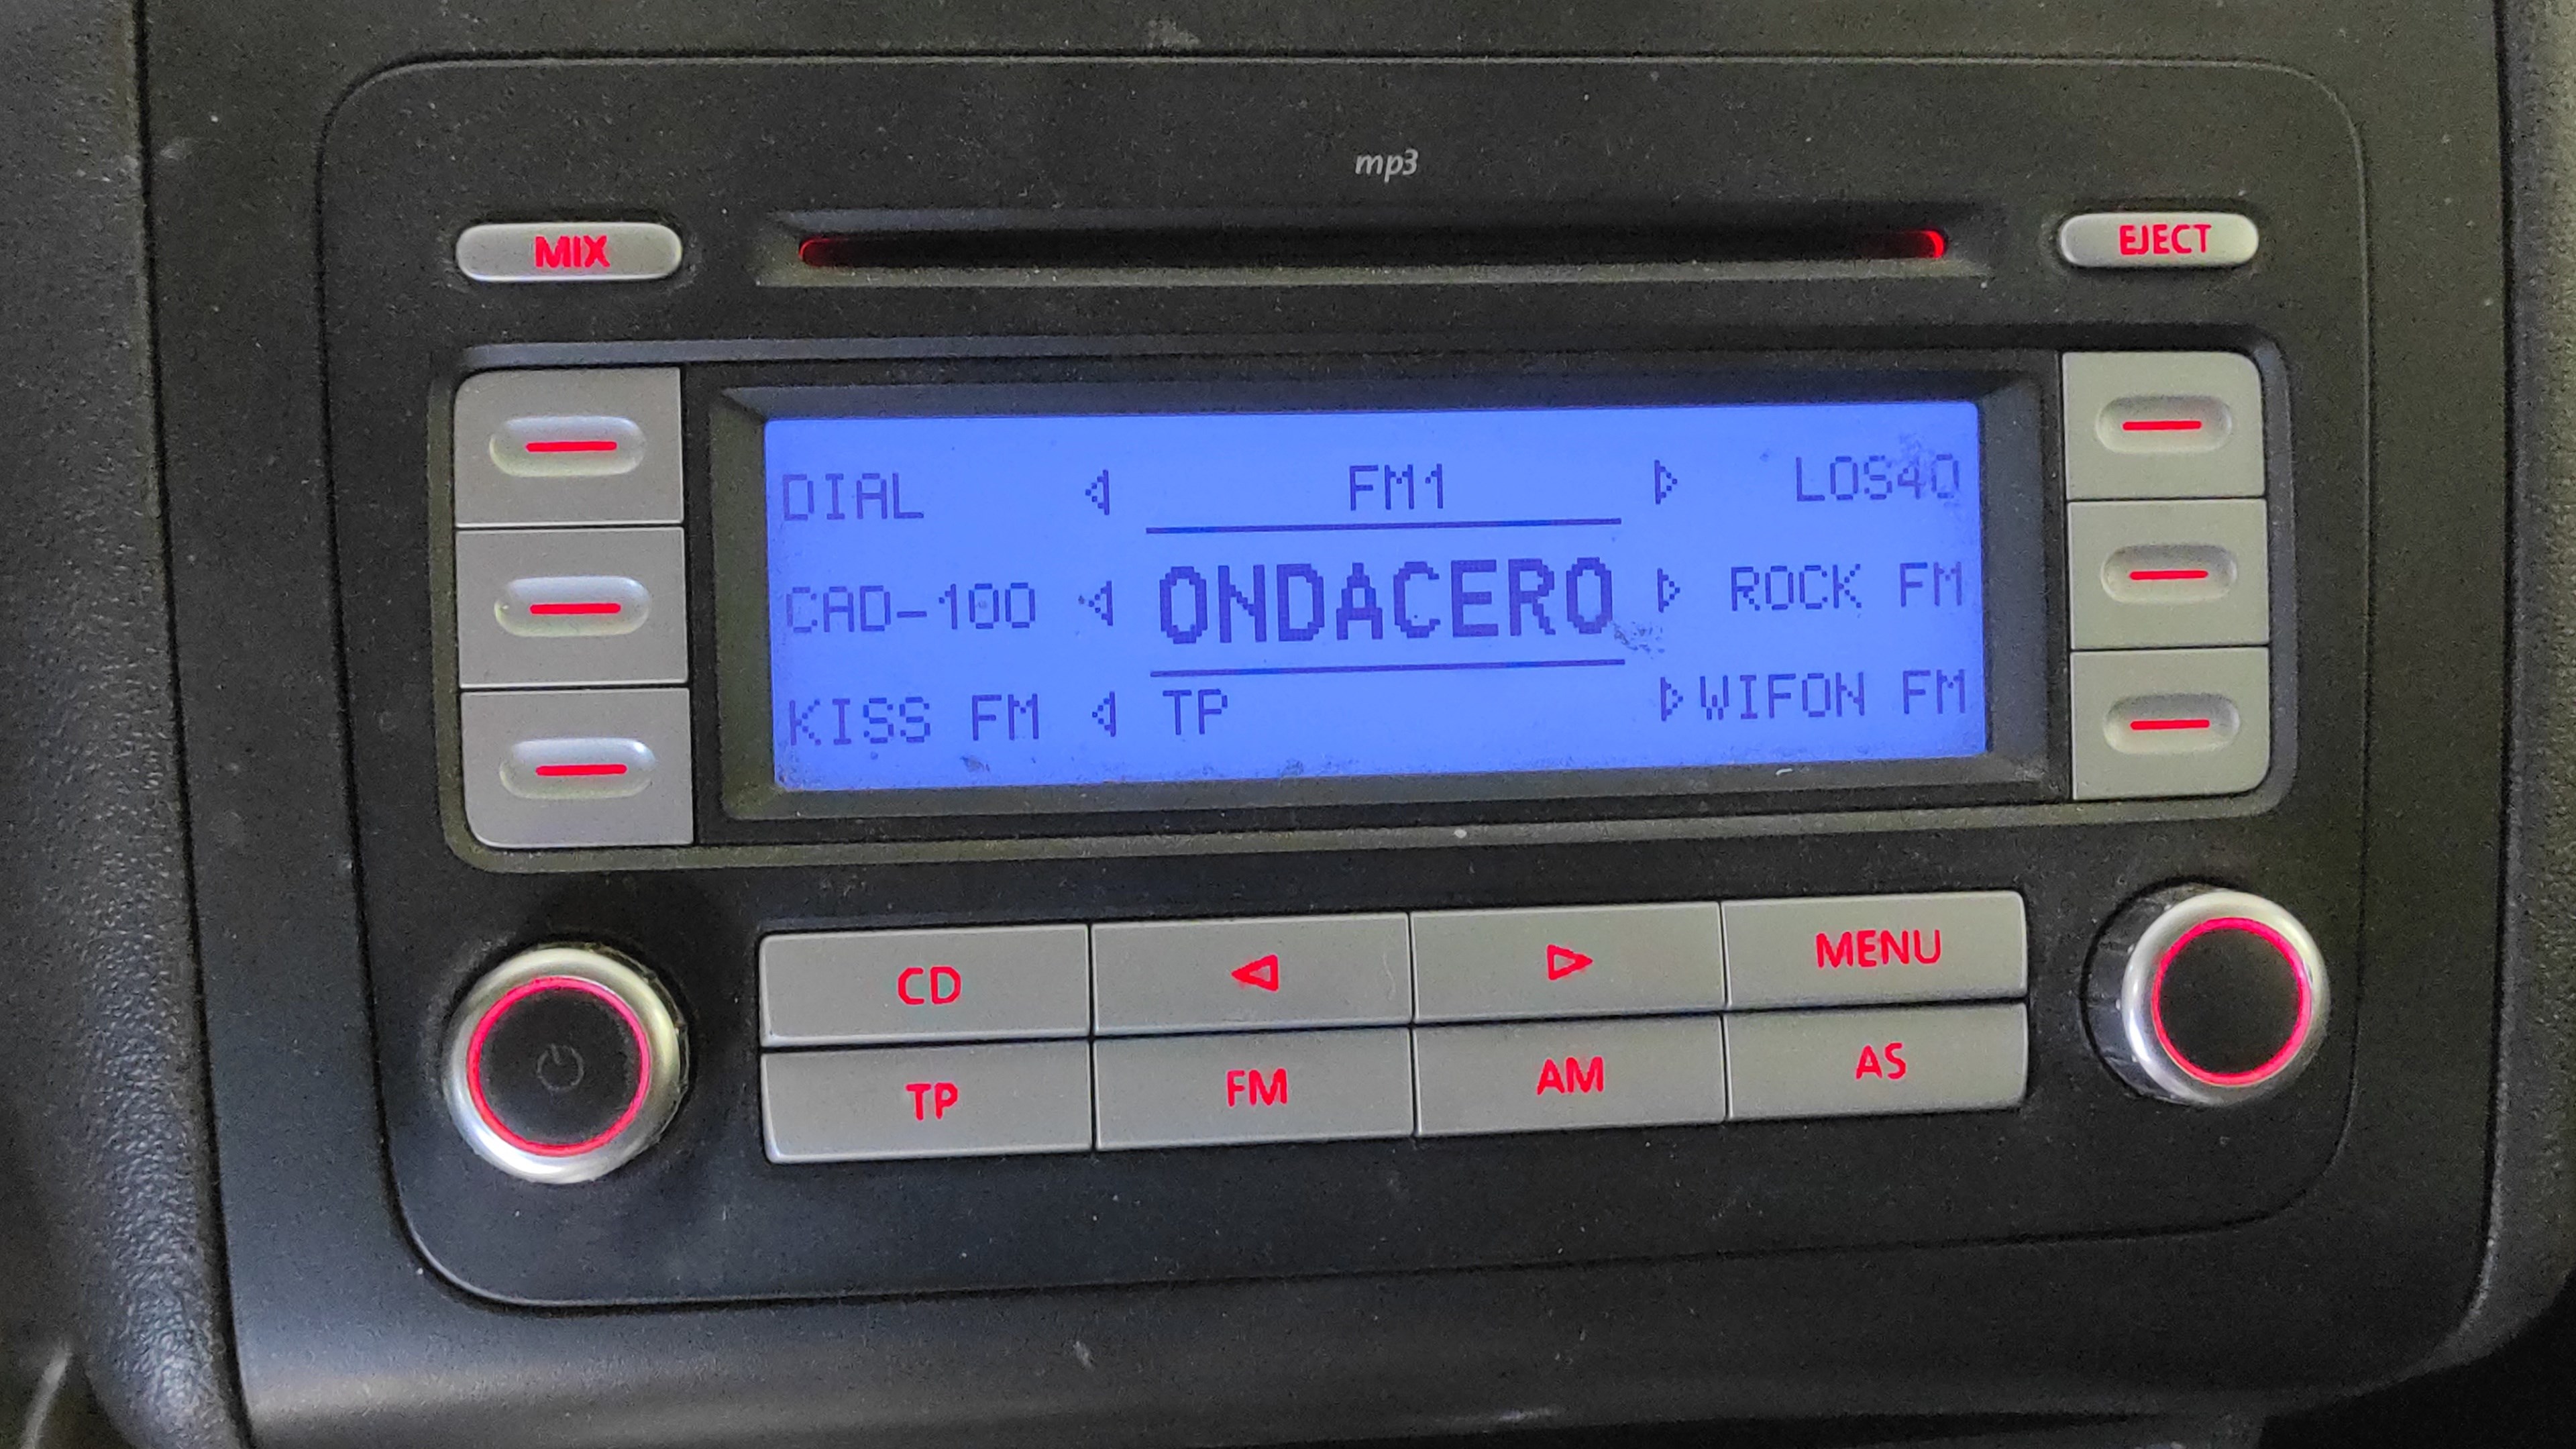 mp3
MIX
EJECT
DIAL FM1 LOS40
CAD-100 ONDACERO ROCK FM
KISS FM TP WIFON FM
CD MENU
TP FM AM AS